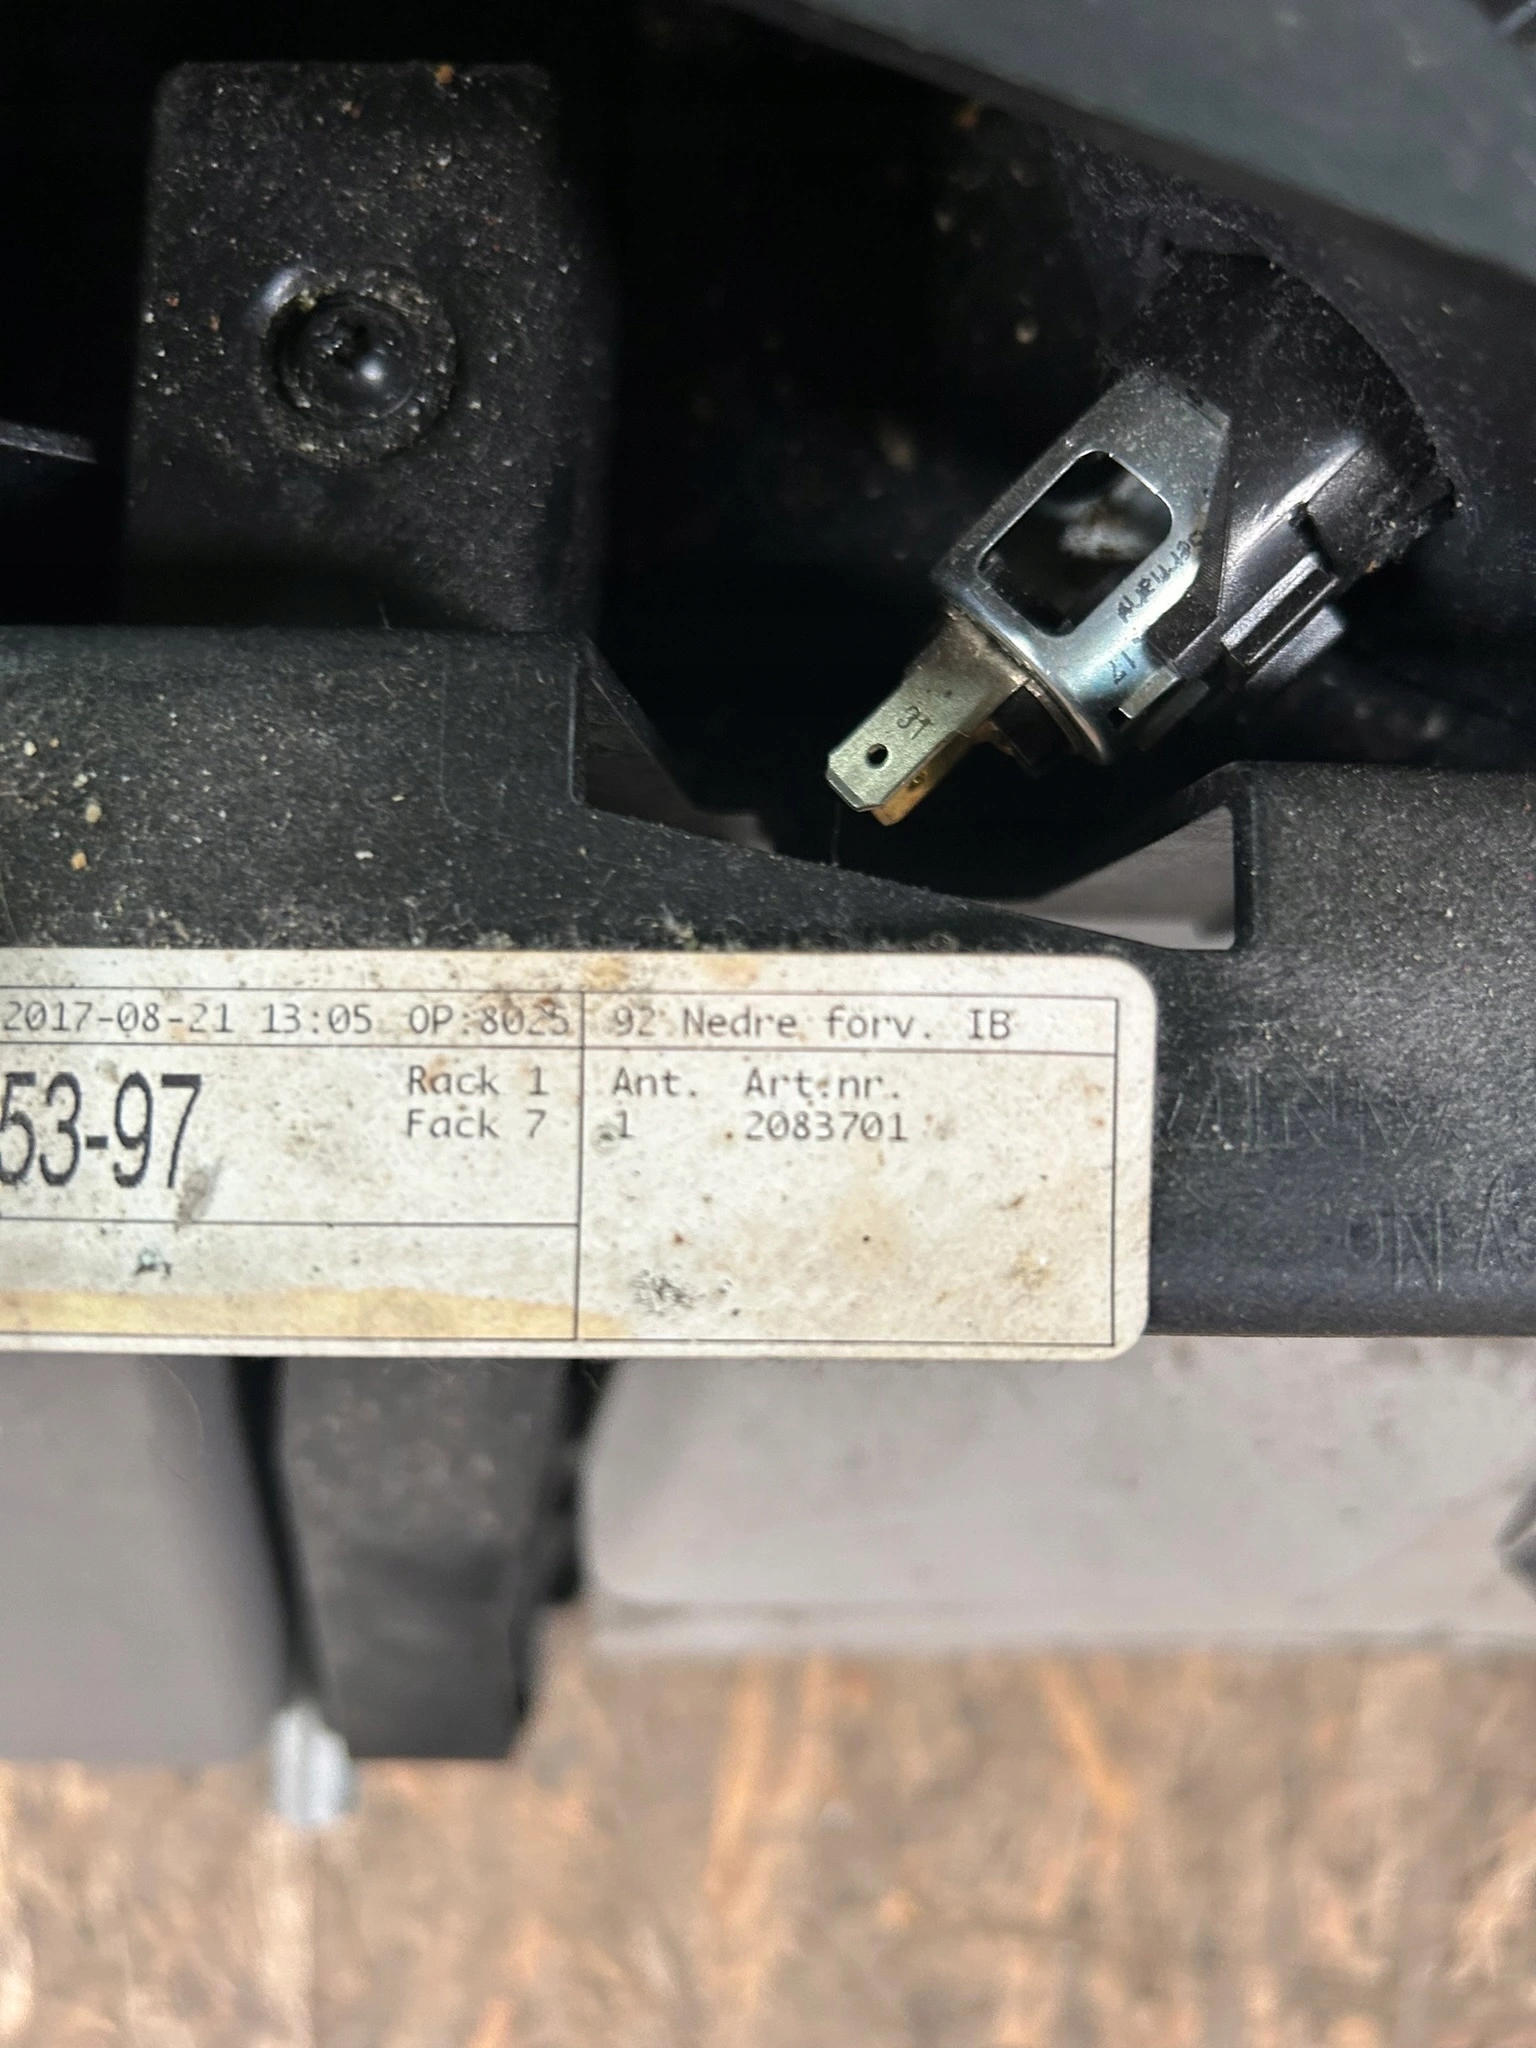 31
17
2017-08-21 13:05 OP:8025 92 Nedre förv. IB
53-97 Rack 1 Ant. Art.nr.
Fack 7 1 2083701